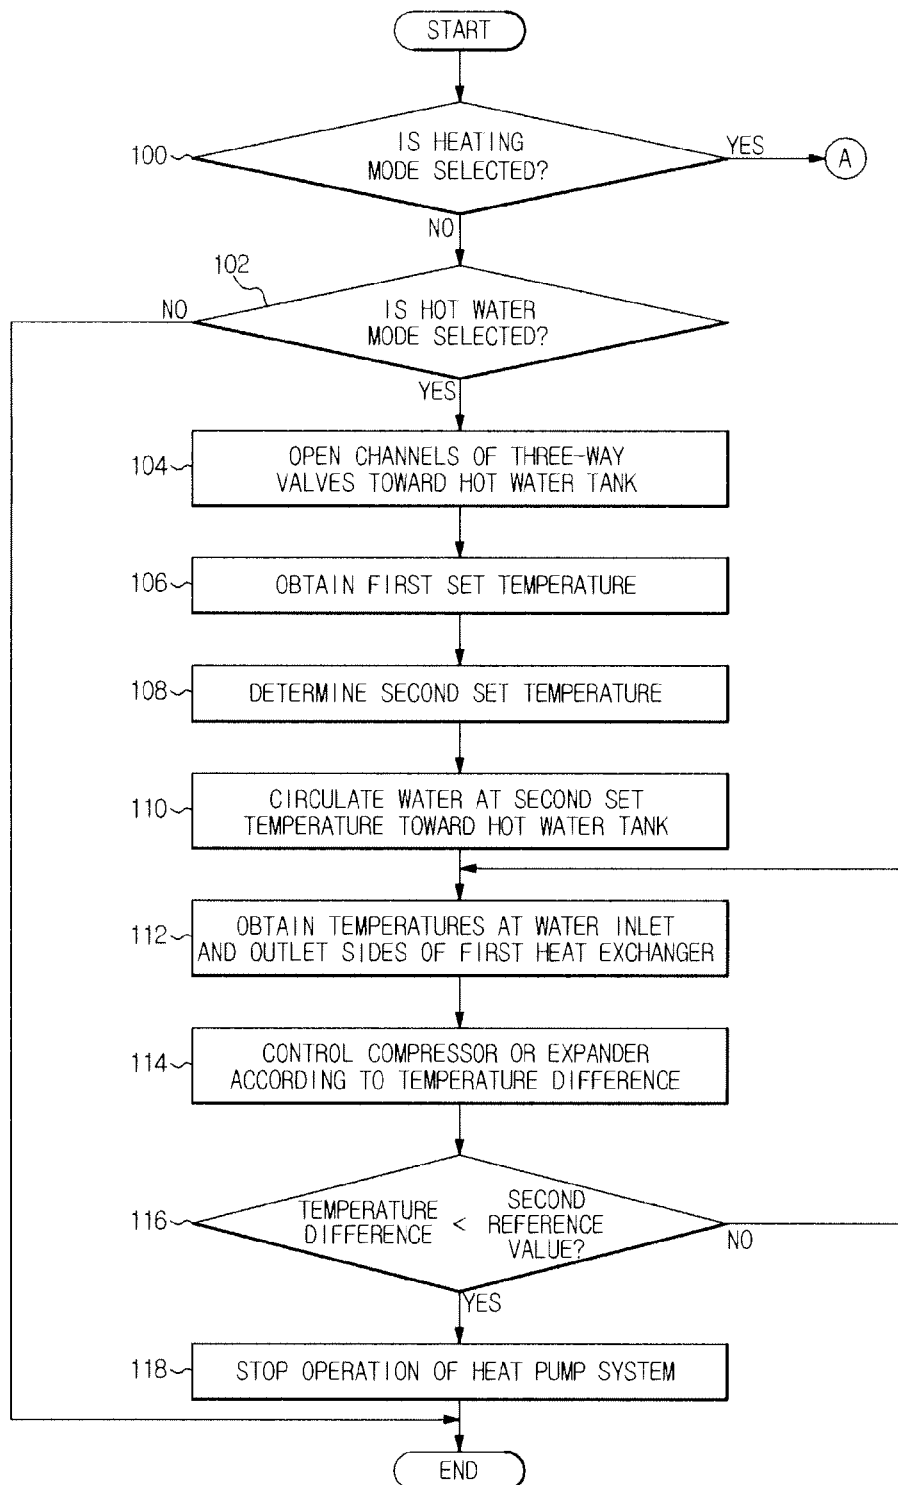 START
IS HEATING
MODE SELECTED?
100
YES
A
NO
102
NO
IS HOT WATER
MODE SELECTED?
YES
104
OPEN CHANNELS OF THREE-WAY
VALVES TOWARD HOT WATER TANK
106
OBTAIN FIRST SET TEMPERATURE
108
DETERMINE SECOND SET TEMPERATURE
110
CIRCULATE WATER AT SECOND SET
TEMPERATURE TOWARD HOT WATER TANK
112
OBTAIN TEMPERATURES AT WATER INLET
AND OUTLET SIDES OF FIRST HEAT EXCHANGER
114
CONTROL COMPRESSOR OR EXPANDER
ACCORDING TO TEMPERATURE DIFFERENCE
116
TEMPERATURE
DIFFERENCE
<
SECOND
REFERENCE
VALUE?
NO
YES
118
STOP OPERATION OF HEAT PUMP SYSTEM
END